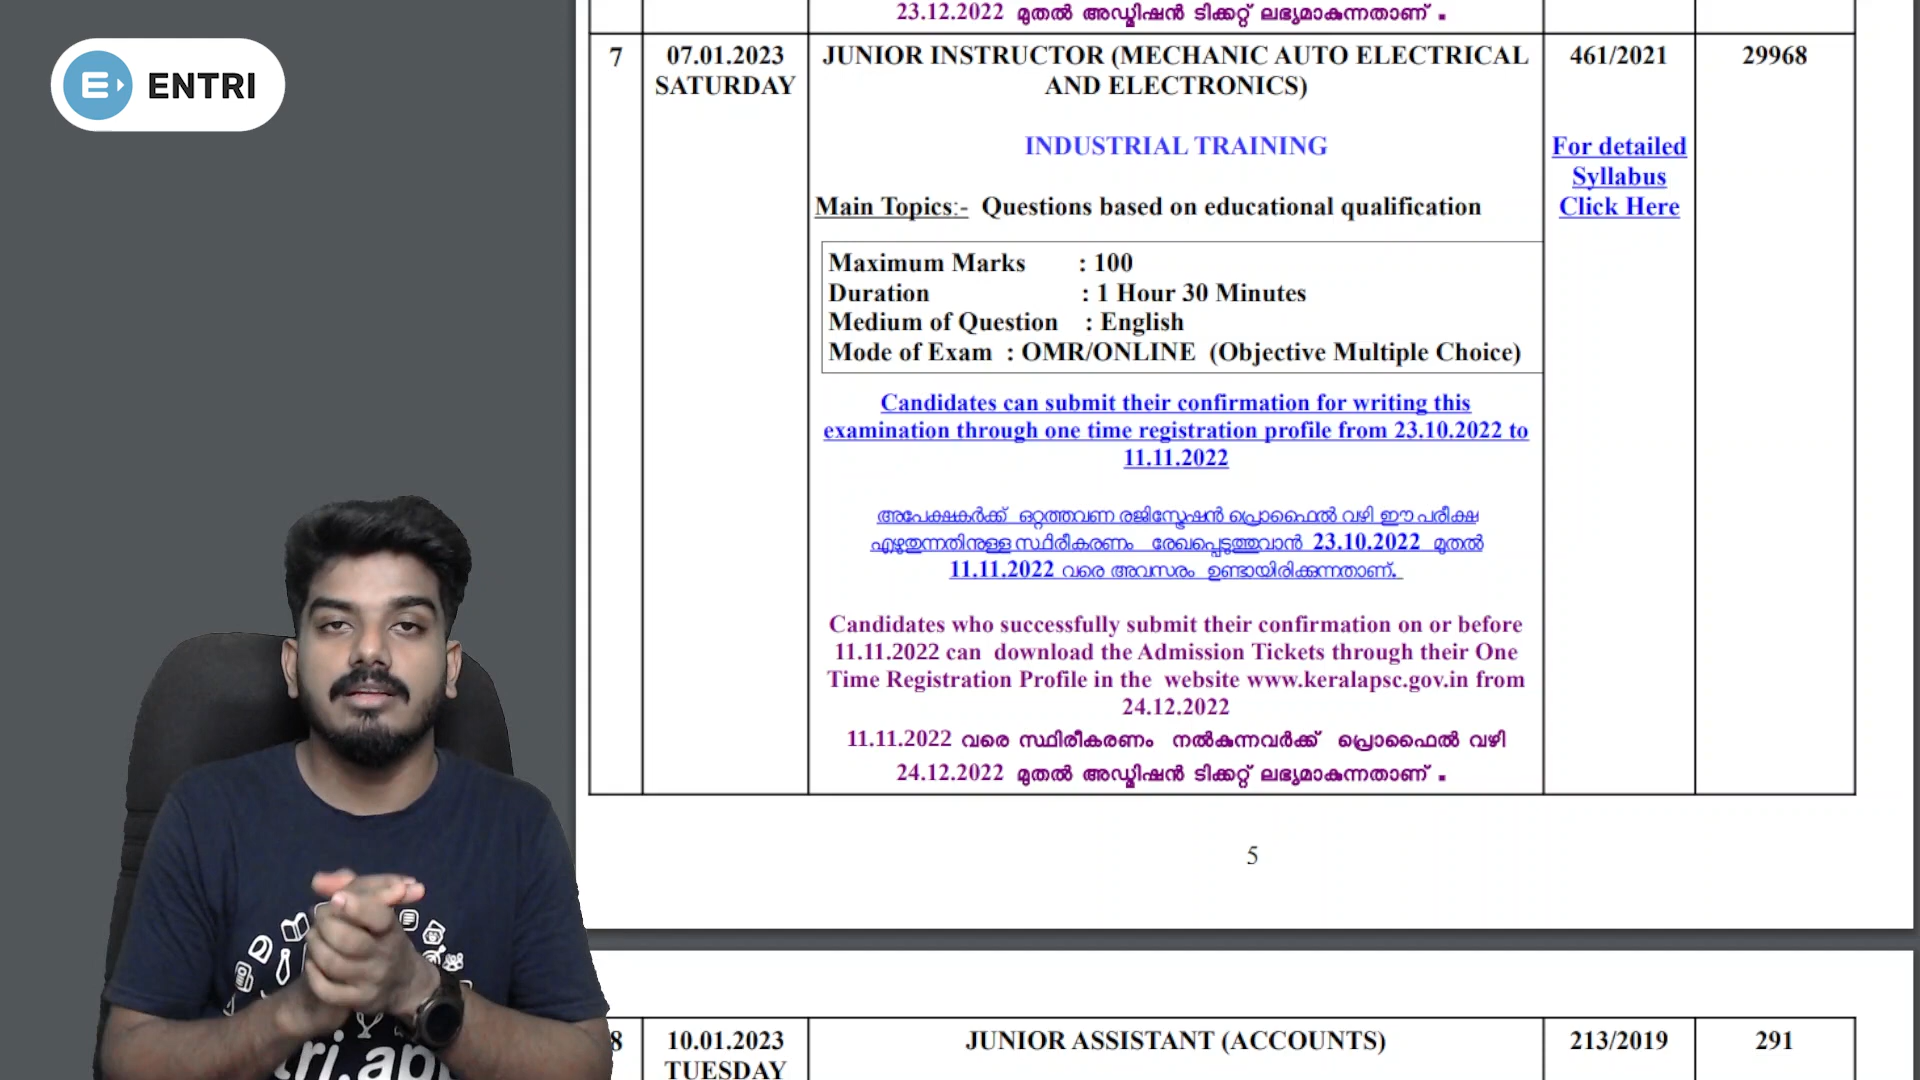 ENTRI
23.12.2022 മുതൽ അഡ്മിഷൻ ടിക്കറ്റ് ലഭ്യമാകുന്നതാണ് .
7
07.01.2023
SATURDAY
JUNIOR INSTRUCTOR (MECHANIC AUTO ELECTRICAL
AND ELECTRONICS)
INDUSTRIAL TRAINING
Main Topics:- Questions based on educational qualification
Maximum Marks : 100
Duration : 1 Hour 30 Minutes
Medium of Question : English
Mode of Exam : OMR/ONLINE (Objective Multiple Choice)
Candidates can submit their confirmation for writing this
examination through one time registration profile from 23.10.2022 to
11.11.2022
അപേക്ഷകർക്ക് ഒറ്റത്തവണ രജിസ്ട്രേഷൻ പ്രൊഫൈൽ വഴി ഈ പരീക്ഷ
എഴുതുന്നതിനുള്ള സ്ഥിരീകരണം രേഖപ്പെടുത്തുവാൻ 23.10.2022 മുതൽ
11.11.2022 വരെ അവസരം ഉണ്ടായിരിക്കുന്നതാണ്.
Candidates who successfully submit their confirmation on or before
11.11.2022 can download the Admission Tickets through their One
Time Registration Profile in the website www.keralapsc.gov.in from
24.12.2022
11.11.2022 വരെ സ്ഥിരീകരണം നൽകുന്നവർക്ക് പ്രൊഫൈൽ വഴി
24.12.2022 മുതൽ അഡ്മിഷൻ ടിക്കറ്റ് ലഭ്യമാകുന്നതാണ് .
461/2021
For detailed
Syllabus
Click Here
29968
5
8
10.01.2023
TUESDAY
JUNIOR ASSISTANT (ACCOUNTS)
213/2019
291